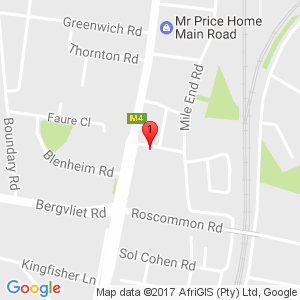 Greenwich Rd
Mr Price Home
Main Road
Thornton Rd
Mile End Rd
M4
Faure Cl
1
Boundary Rd
Blenheim Rd
Bergvliet Rd
Roscommon Rd
Sol Cohen Rd
Kingfisher Ln
Google
Map data ©2017 AfriGIS (Pty) Ltd, Google